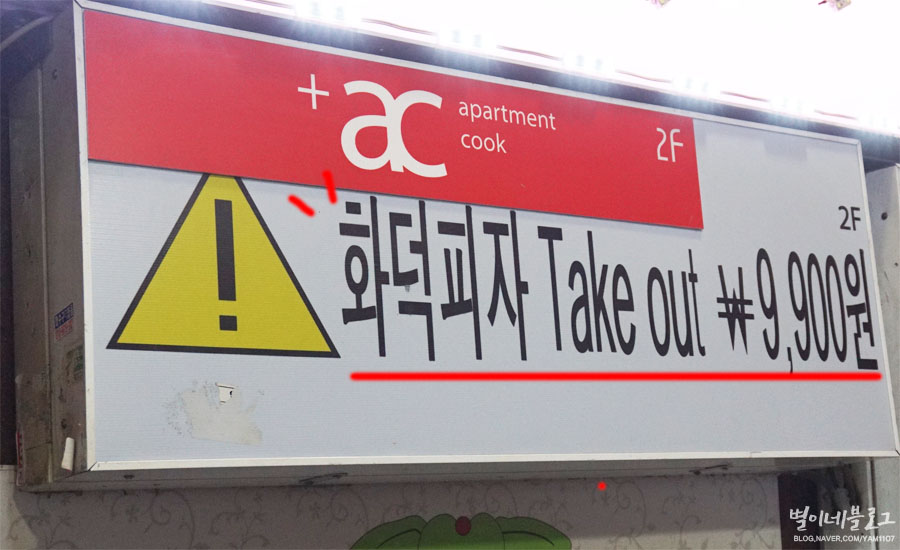 +ac apartment
cook
2F
2F
화덕피자 Take out ₩9,900원
별이네블로그
BLOG.NAVER.COM/YAM1107